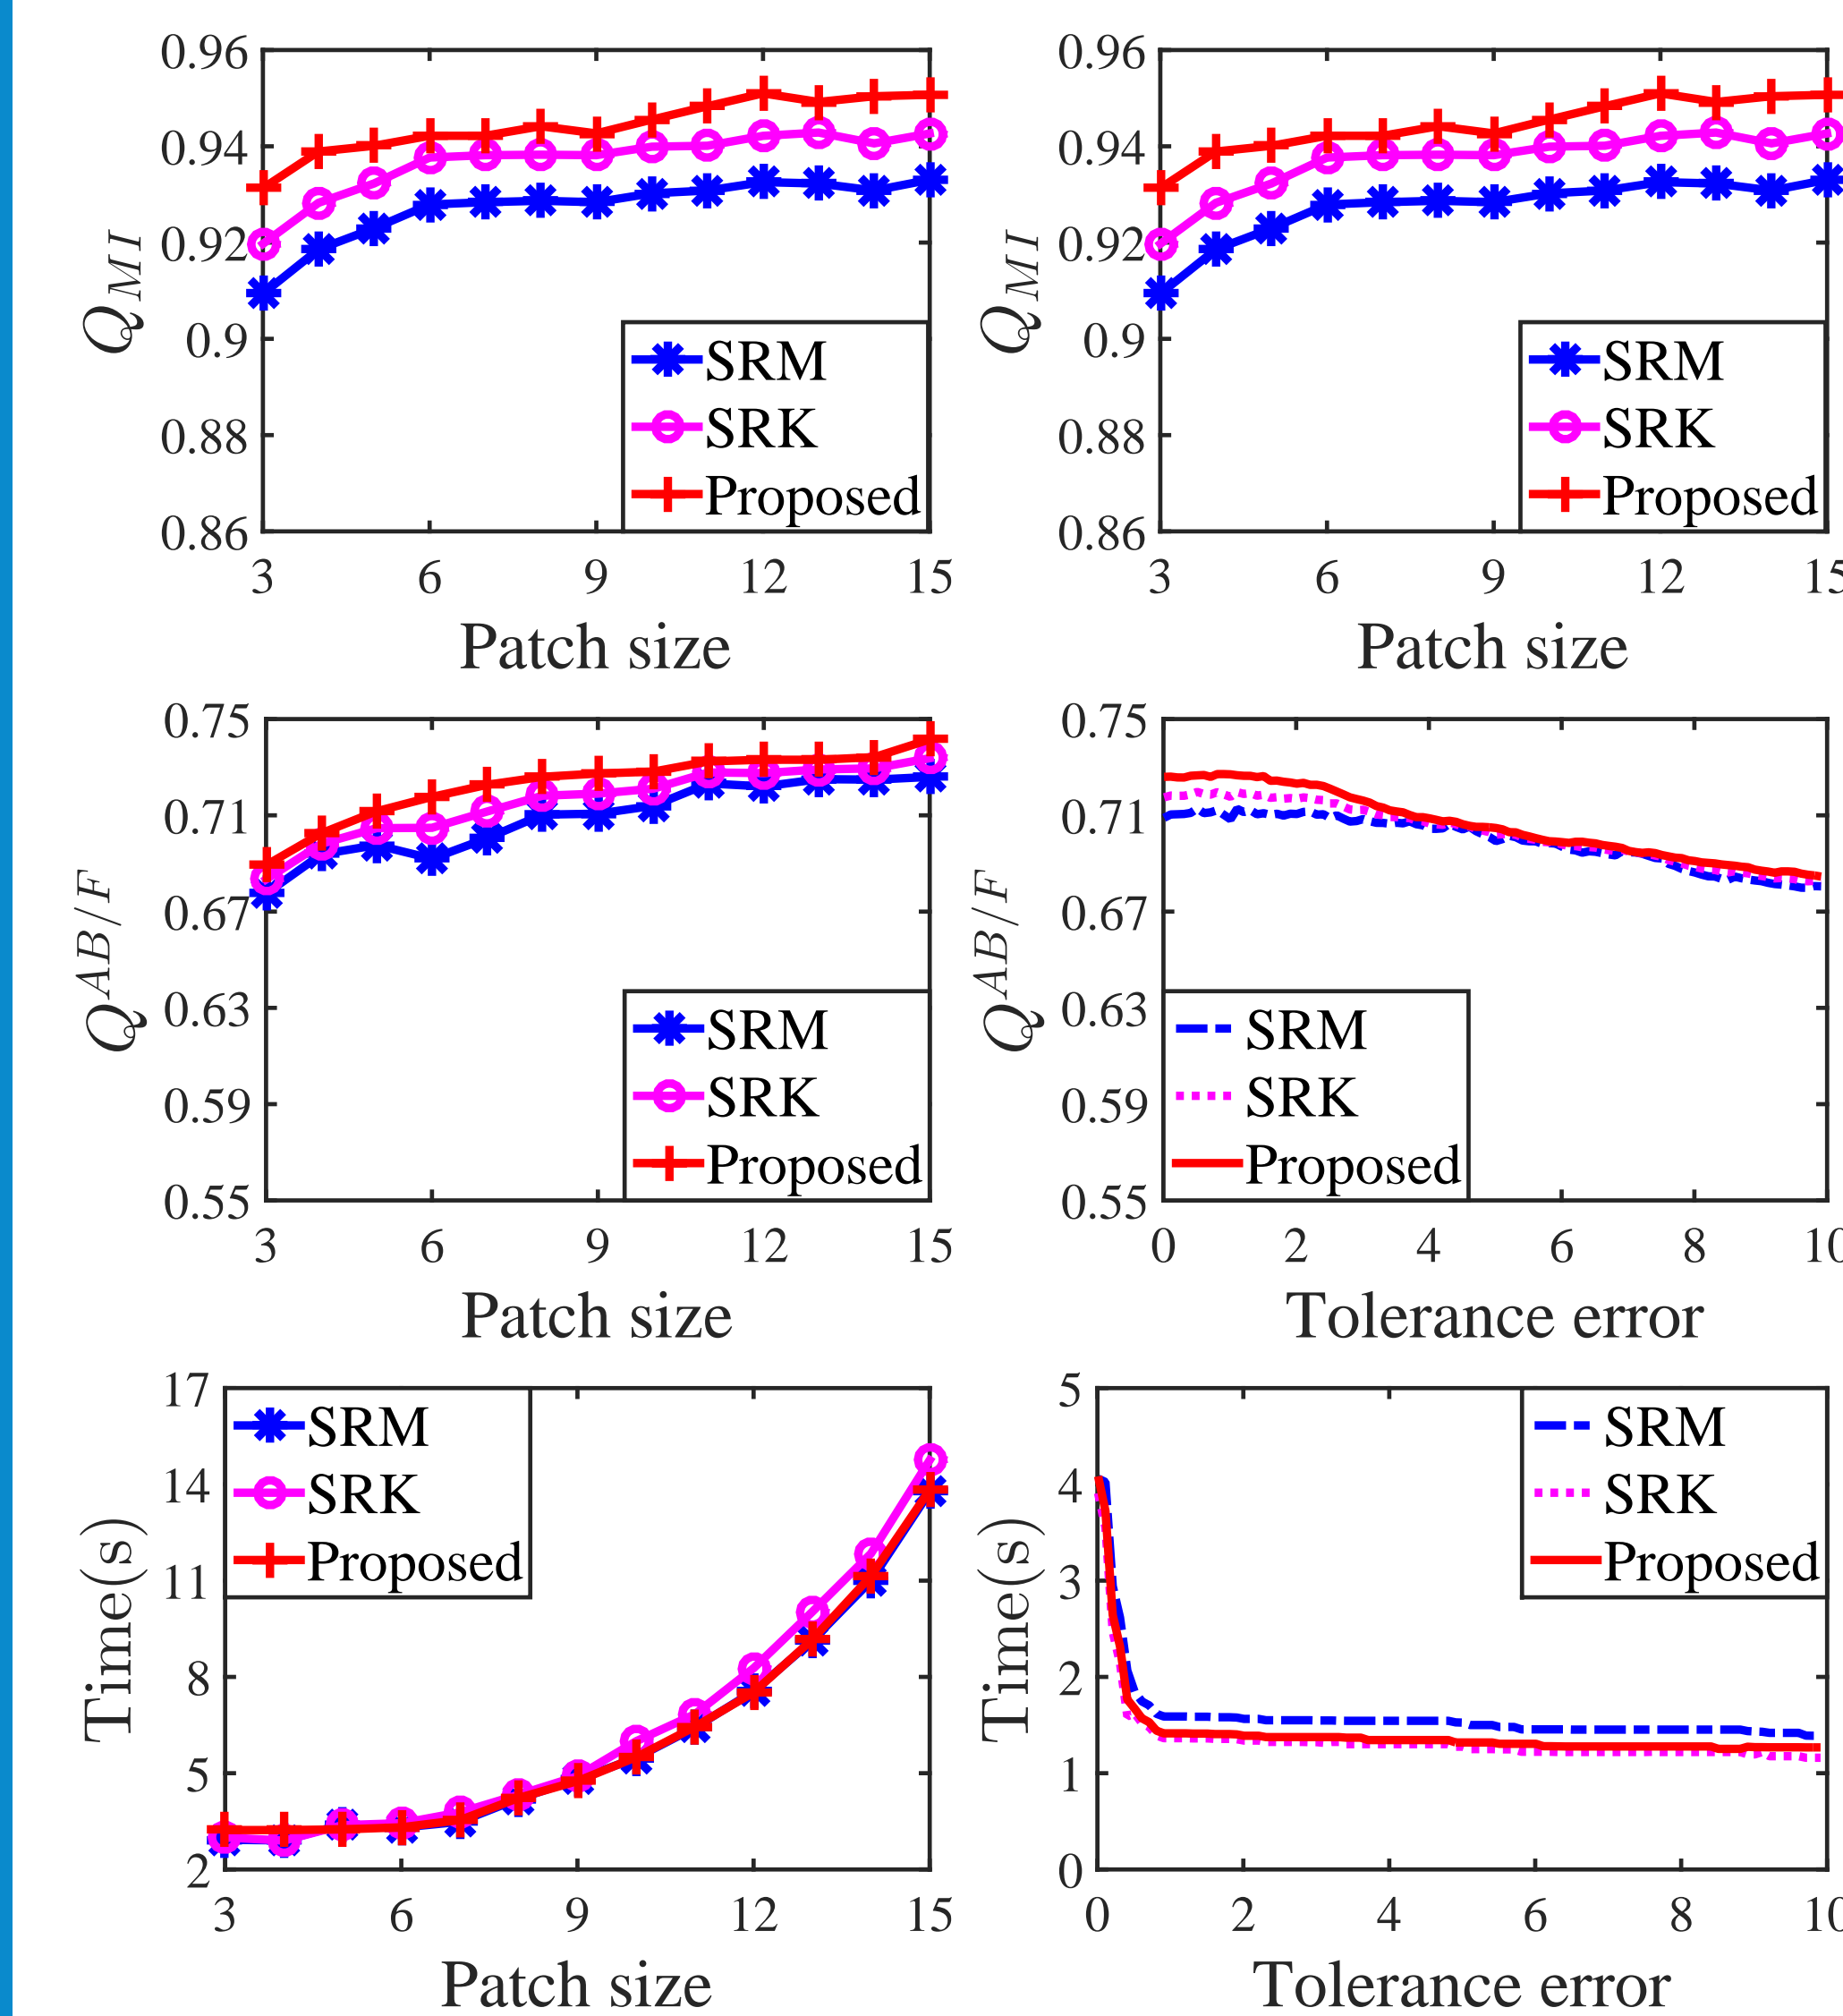 0.96
0.94
0.92
0.9
0.88
0.86
3 6 9 12 15
Q_{MI}
Patch size
SRM
SRK
Proposed
0.96
0.94
0.92
0.9
0.88
0.86
3 6 9 12 15
Q_{MI}
Patch size
SRM
SRK
Proposed
0.75
0.71
0.67
0.63
0.59
0.55
3 6 9 12 15
Q^{AB/F}
Patch size
SRM
SRK
Proposed
0.75
0.71
0.67
0.63
0.59
0.55
0 2 4 6 8 10
Q^{AB/F}
Tolerance error
SRM
SRK
Proposed
17
14
11
8
5
2
3 6 9 12 15
Time(s)
Patch size
SRM
SRK
Proposed
5
4
3
2
1
0
0 2 4 6 8 10
Time(s)
Tolerance error
SRM
SRK
Proposed